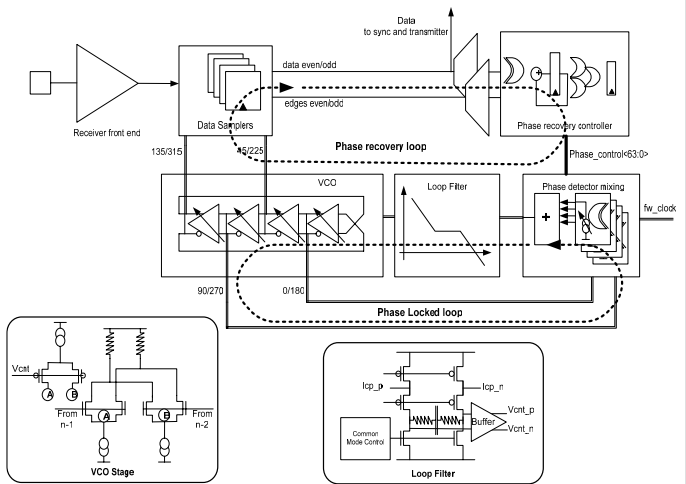 Data
to sync and transmitter
data even/odd
edges even/odd
Receiver front end
Data Samplers
Phase recovery controller
Phase recovery loop
135/315
45/225
Phase_control<63:0>
VCO
Loop Filter
Phase detector mixing
fw_clock
+
+
90/270
0/180
Phase Locked loop
Vcnt
A
B
From
n-1
A
B
From
n-2
VCO Stage
Icp_p
Icp_n
Common
Mode Control
Buffer
Vcnt_p
Vcnt_n
Loop Filter